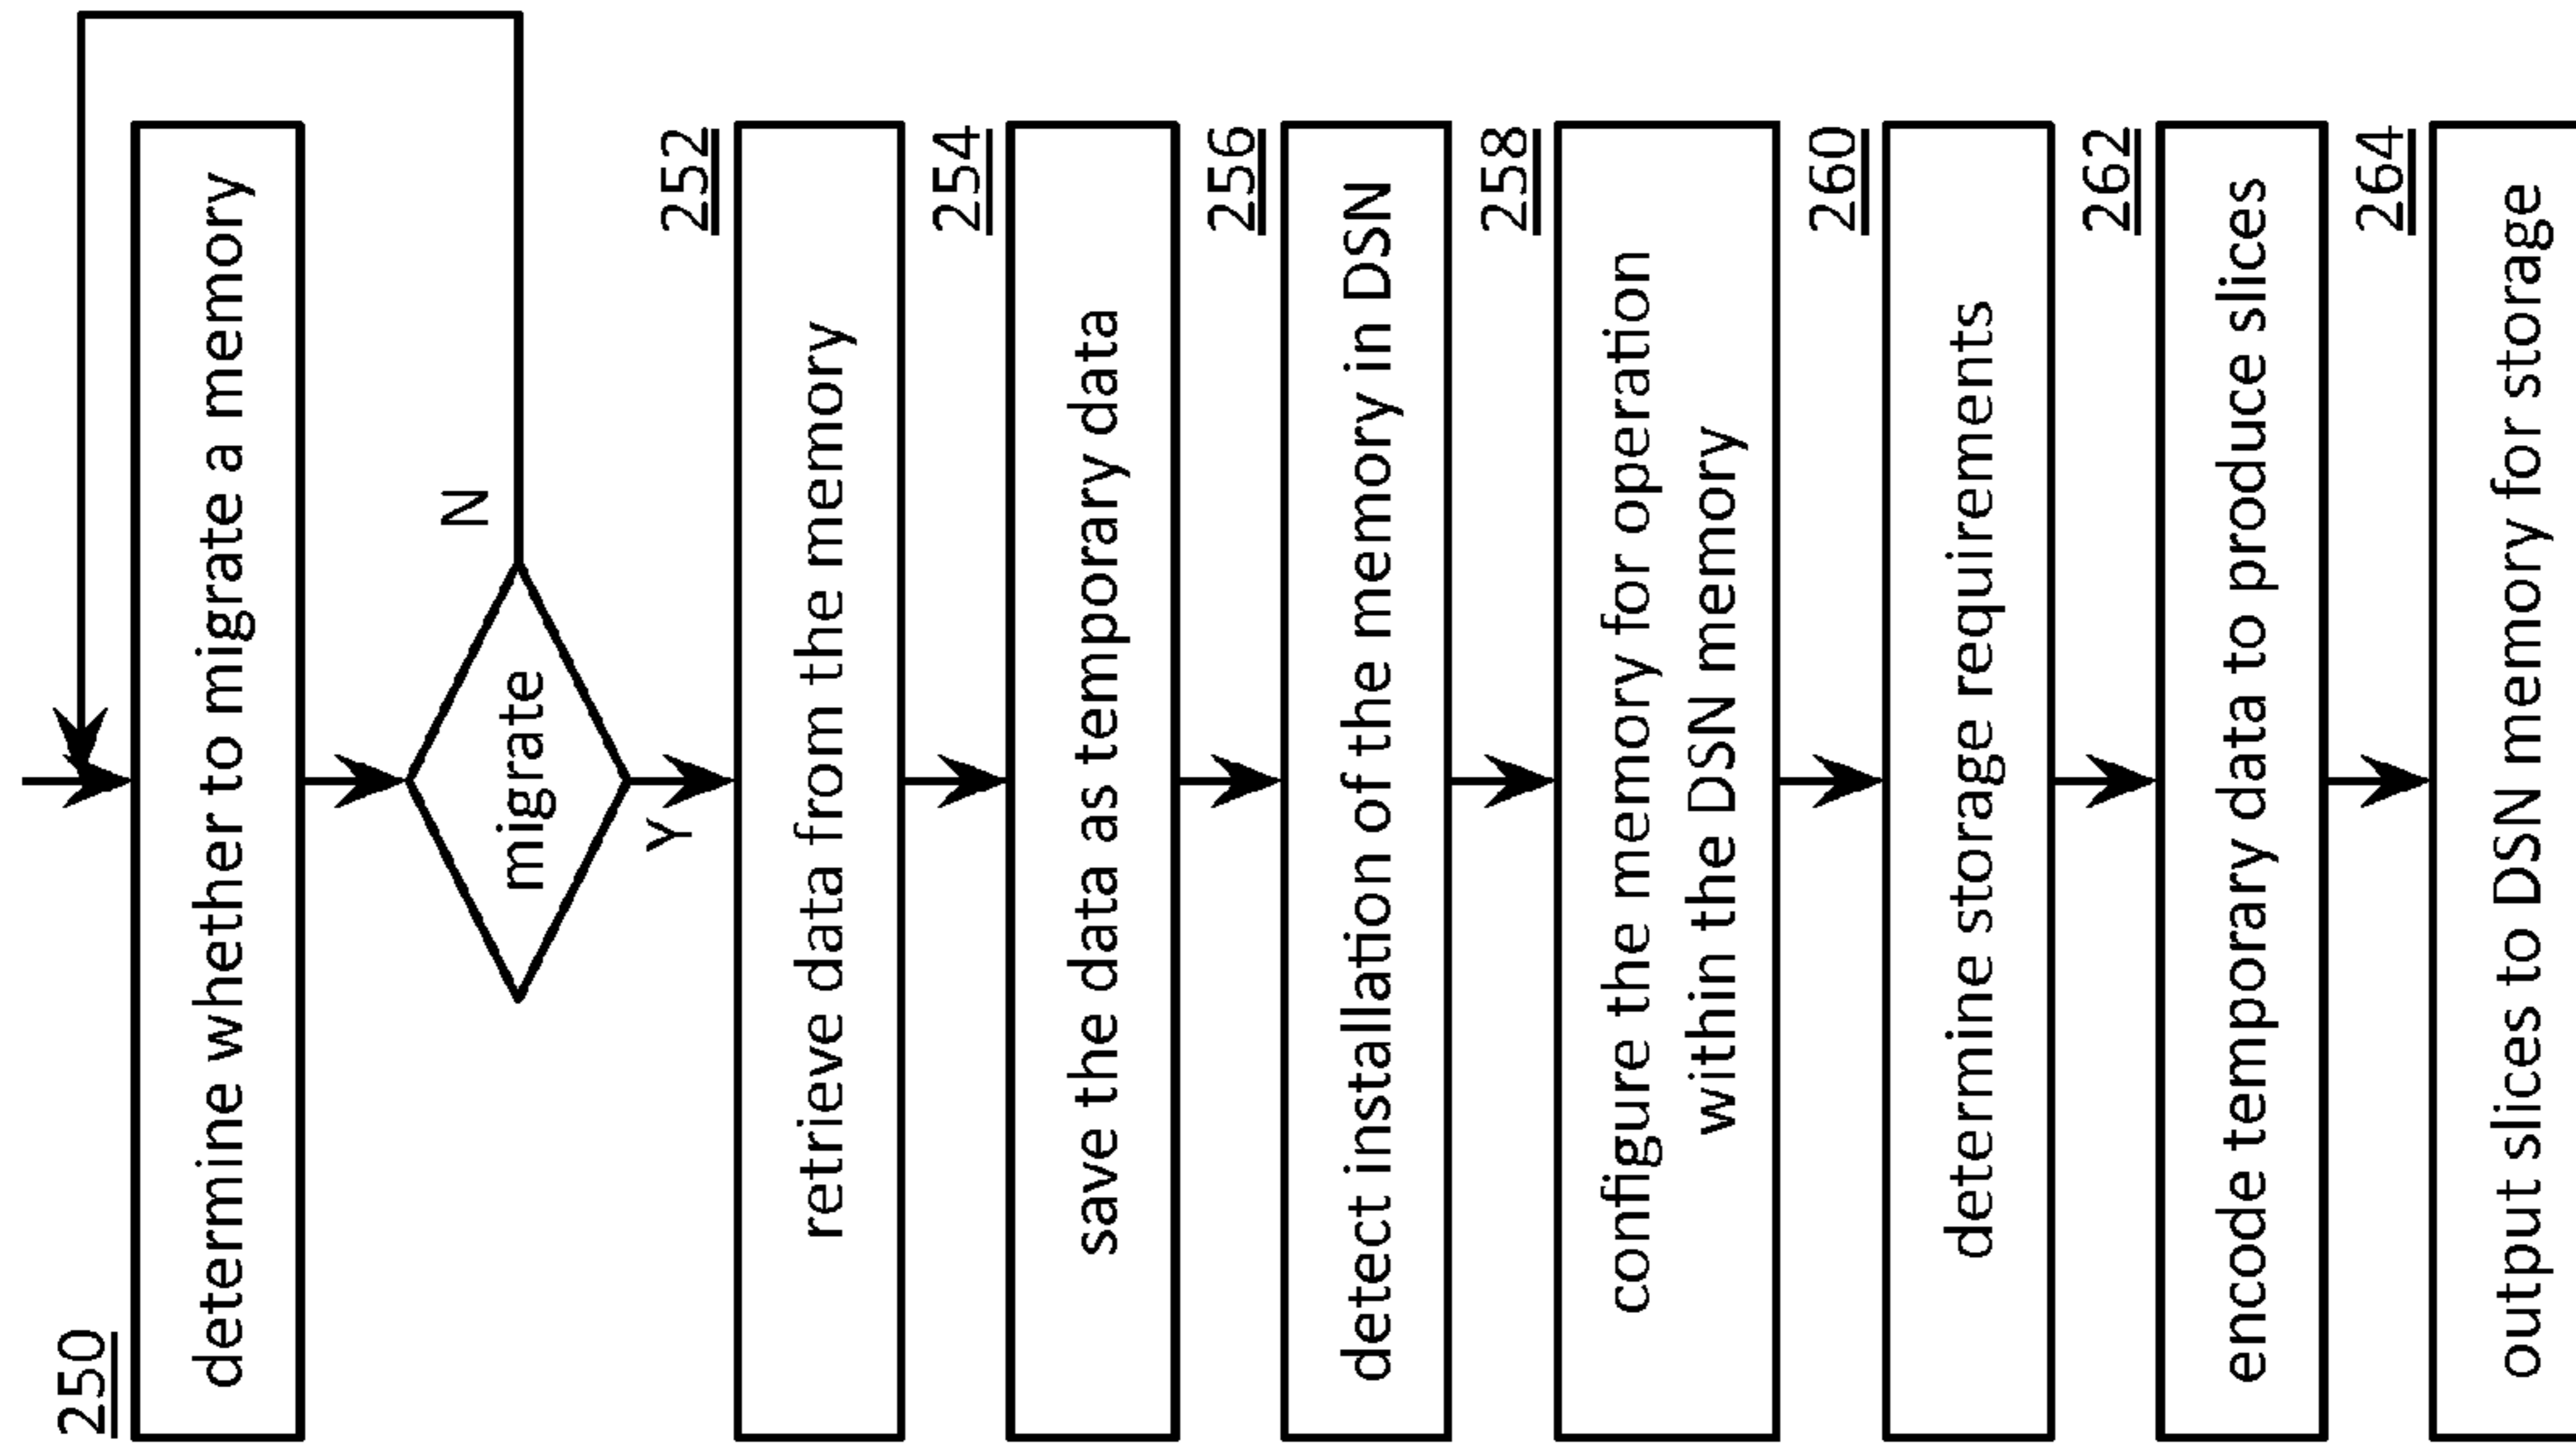 250
determine whether to migrate a memory
migrate
N
Y
252
retrieve data from the memory
254
save the data as temporary data
256
detect installation of the memory in DSN
258
configure the memory for operation
within the DSN memory
260
determine storage requirements
262
encode temporary data to produce slices
264
output slices to DSN memory for storage